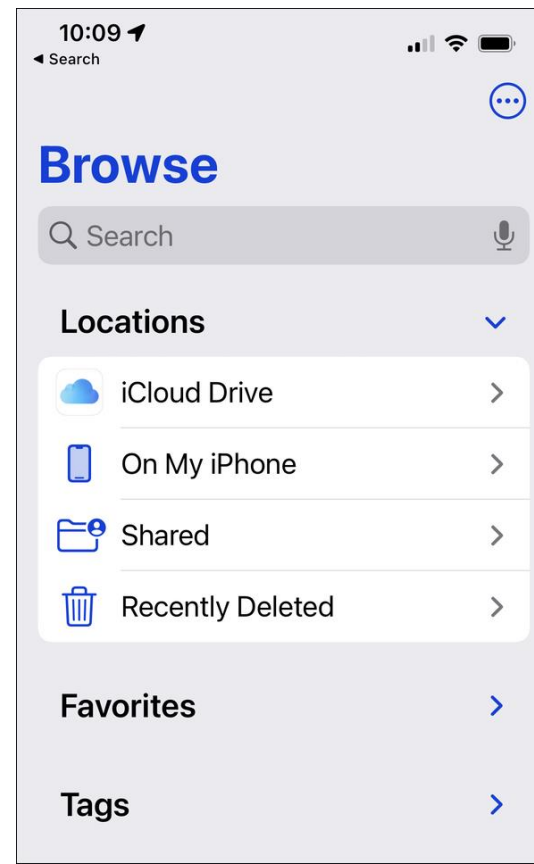 10:09
Search
Browse
Search
Locations
iCloud Drive
On My iPhone
Shared
Recently Deleted
Favorites
Tags